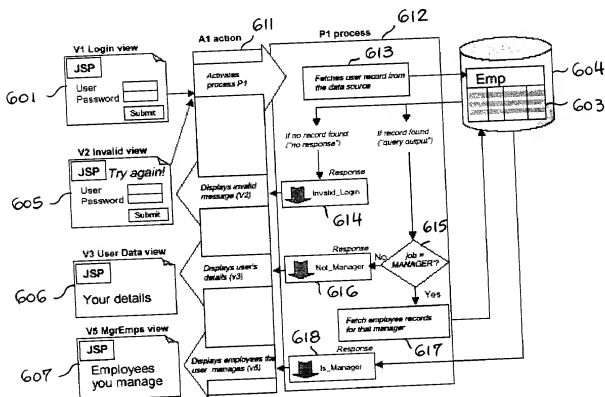 A1 action
611
P1 process
612
V1 Login view
JSP
User
Password
Submit
601
Activates
process P1
613
Fetches user record from
the data source
Emp
604
603
If no record found
("no response")
If record found
("query output")
V2 Invalid view
JSP Try again!
User
Password
Submit
605
Displays invalid
message (V2)
Response
Invalid_Login
614
615
job =
MANAGER?
No
Yes
V3 User Data view
JSP
Your details
606
Displays user's
details (v3)
Response
Not_Manager
616
Fetch employee records
for that manager
617
V5 MgrEmps view
JSP
Employees
you manage
607
Displays employees the
user manages (v5)
618
Response
Is_Manager